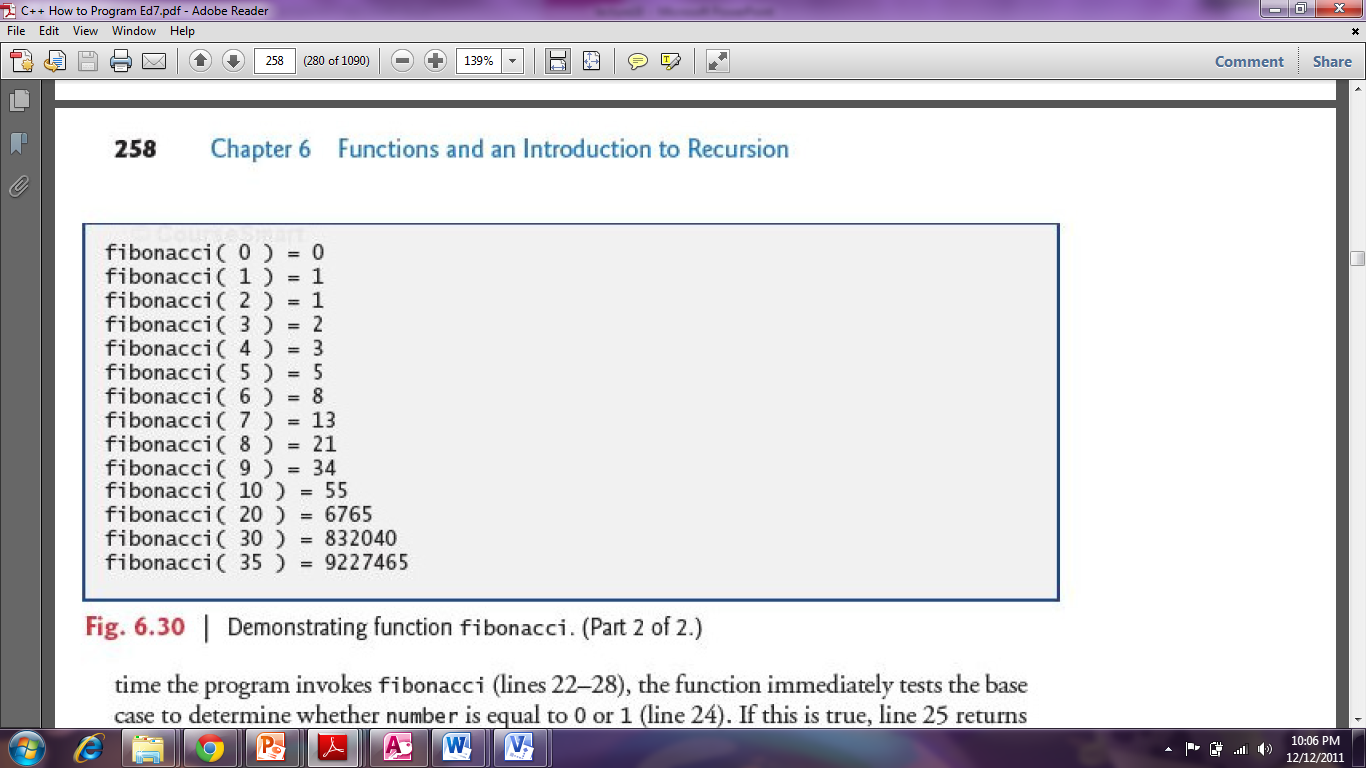 C++ How to Program Ed7.pdf - Adobe Reader
File Edit View Window Help
258 (280 of 1090) 139% Comment Share
258 Chapter 6 Functions and an Introduction to Recursion
© CourseSmart
fibonacci( 0 ) = 0
fibonacci( 1 ) = 1
fibonacci( 2 ) = 1
fibonacci( 3 ) = 2
fibonacci( 4 ) = 3
fibonacci( 5 ) = 5
fibonacci( 6 ) = 8
fibonacci( 7 ) = 13
fibonacci( 8 ) = 21
fibonacci( 9 ) = 34
fibonacci( 10 ) = 55
fibonacci( 20 ) = 6765
fibonacci( 30 ) = 832040
fibonacci( 35 ) = 9227465
Fig. 6.30 | Demonstrating function fibonacci. (Part 2 of 2.)
time the program invokes fibonacci (lines 22–28), the function immediately tests the base
case to determine whether number is equal to 0 or 1 (line 24). If this is true, line 25 returns
10:06 PM
12/12/2011